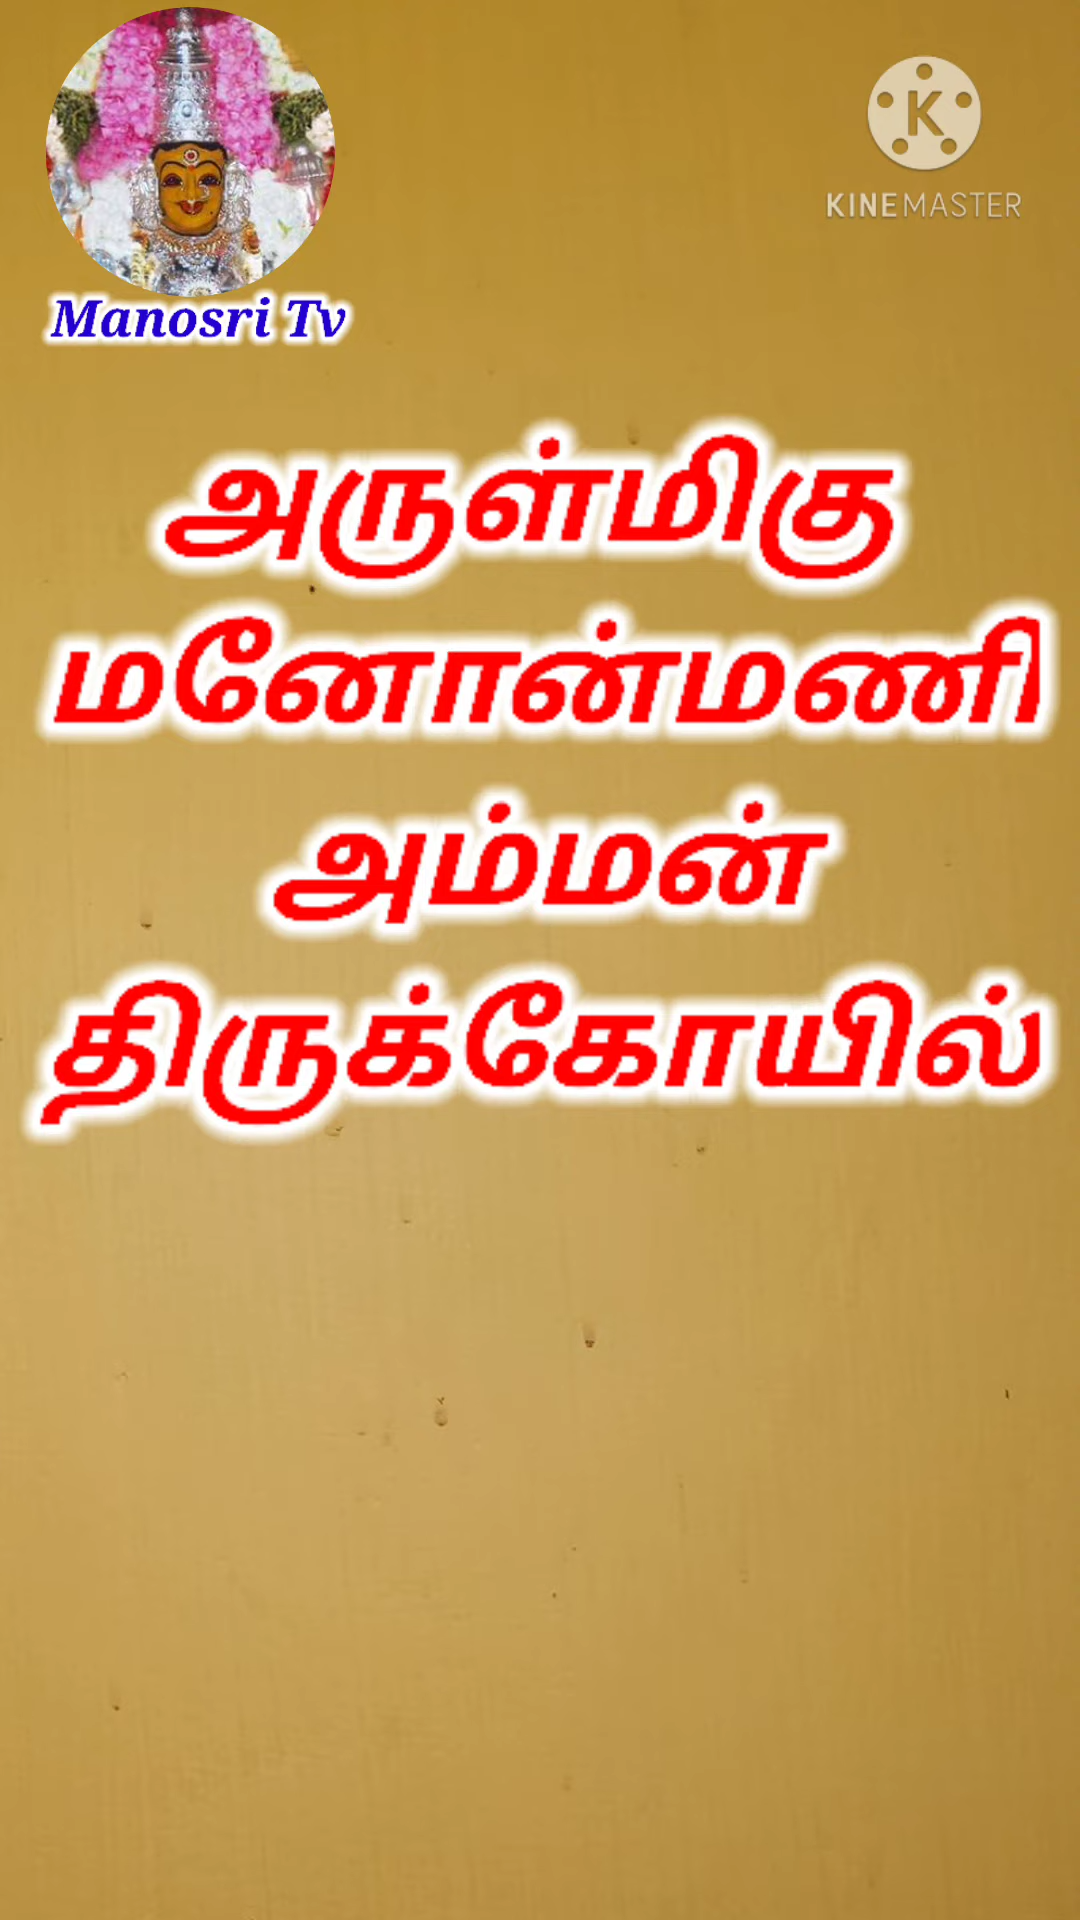 K
KINEMASTER
Manosri Tv
அருள்மிகு
மனோன்மணி
அம்மன்
திருக்கோயில்